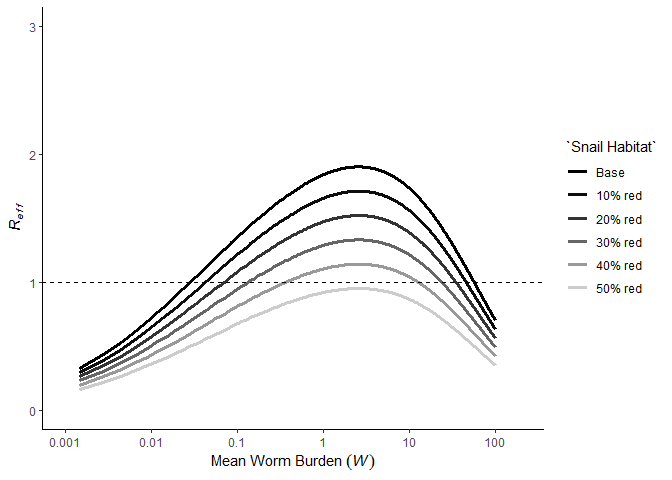 3
2
1
0
R_eff
0.001 0.01 0.1 1 10 100
Mean Worm Burden (W)
`Snail Habitat`
Base
10% red
20% red
30% red
40% red
50% red